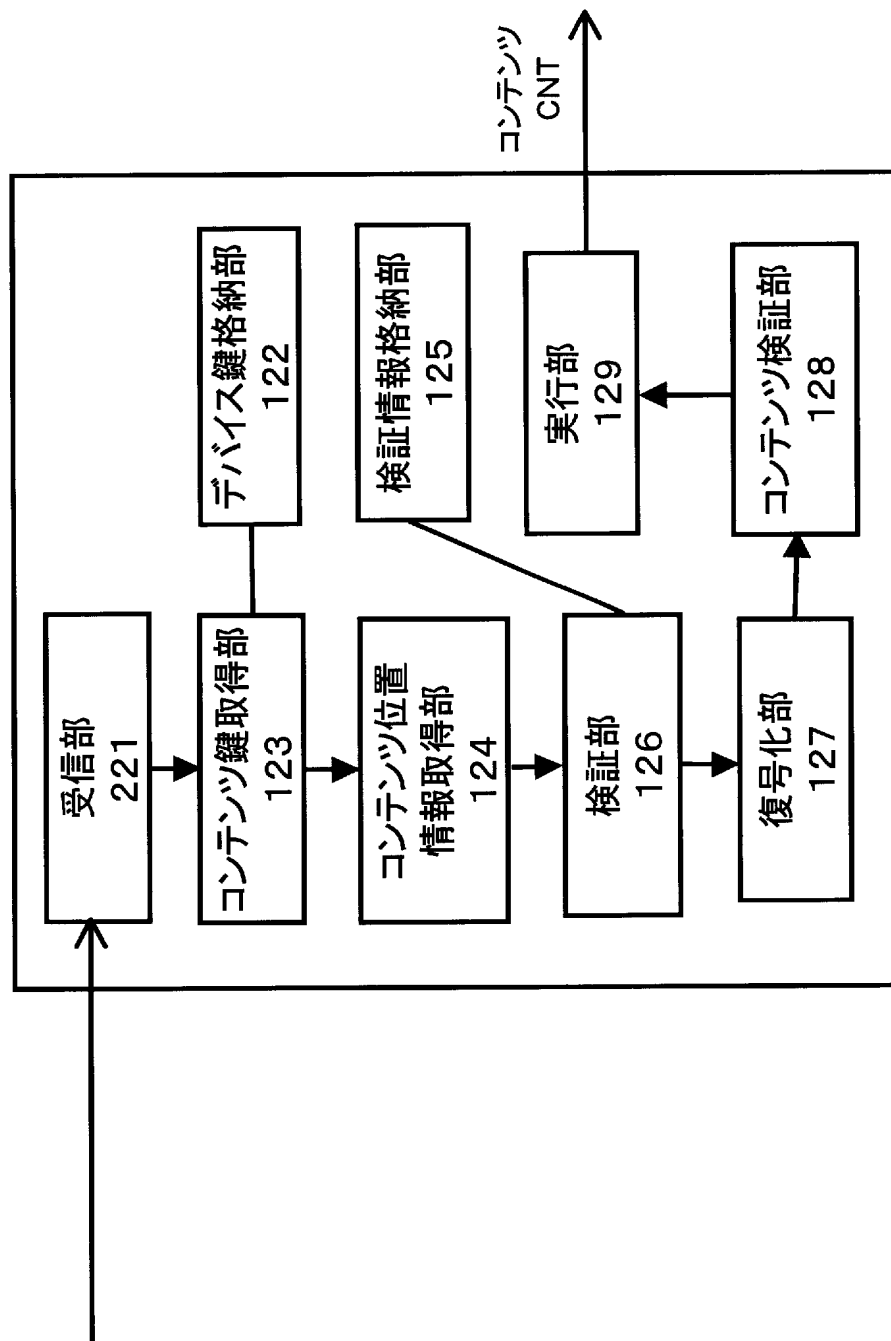 受信部
221
コンテンツ鍵取得部
123
デバイス鍵格納部
122
コンテンツ位置
情報取得部
124
検証情報格納部
125
検証部
126
実行部
129
コンテンツ
CNT
復号化部
127
コンテンツ検証部
128